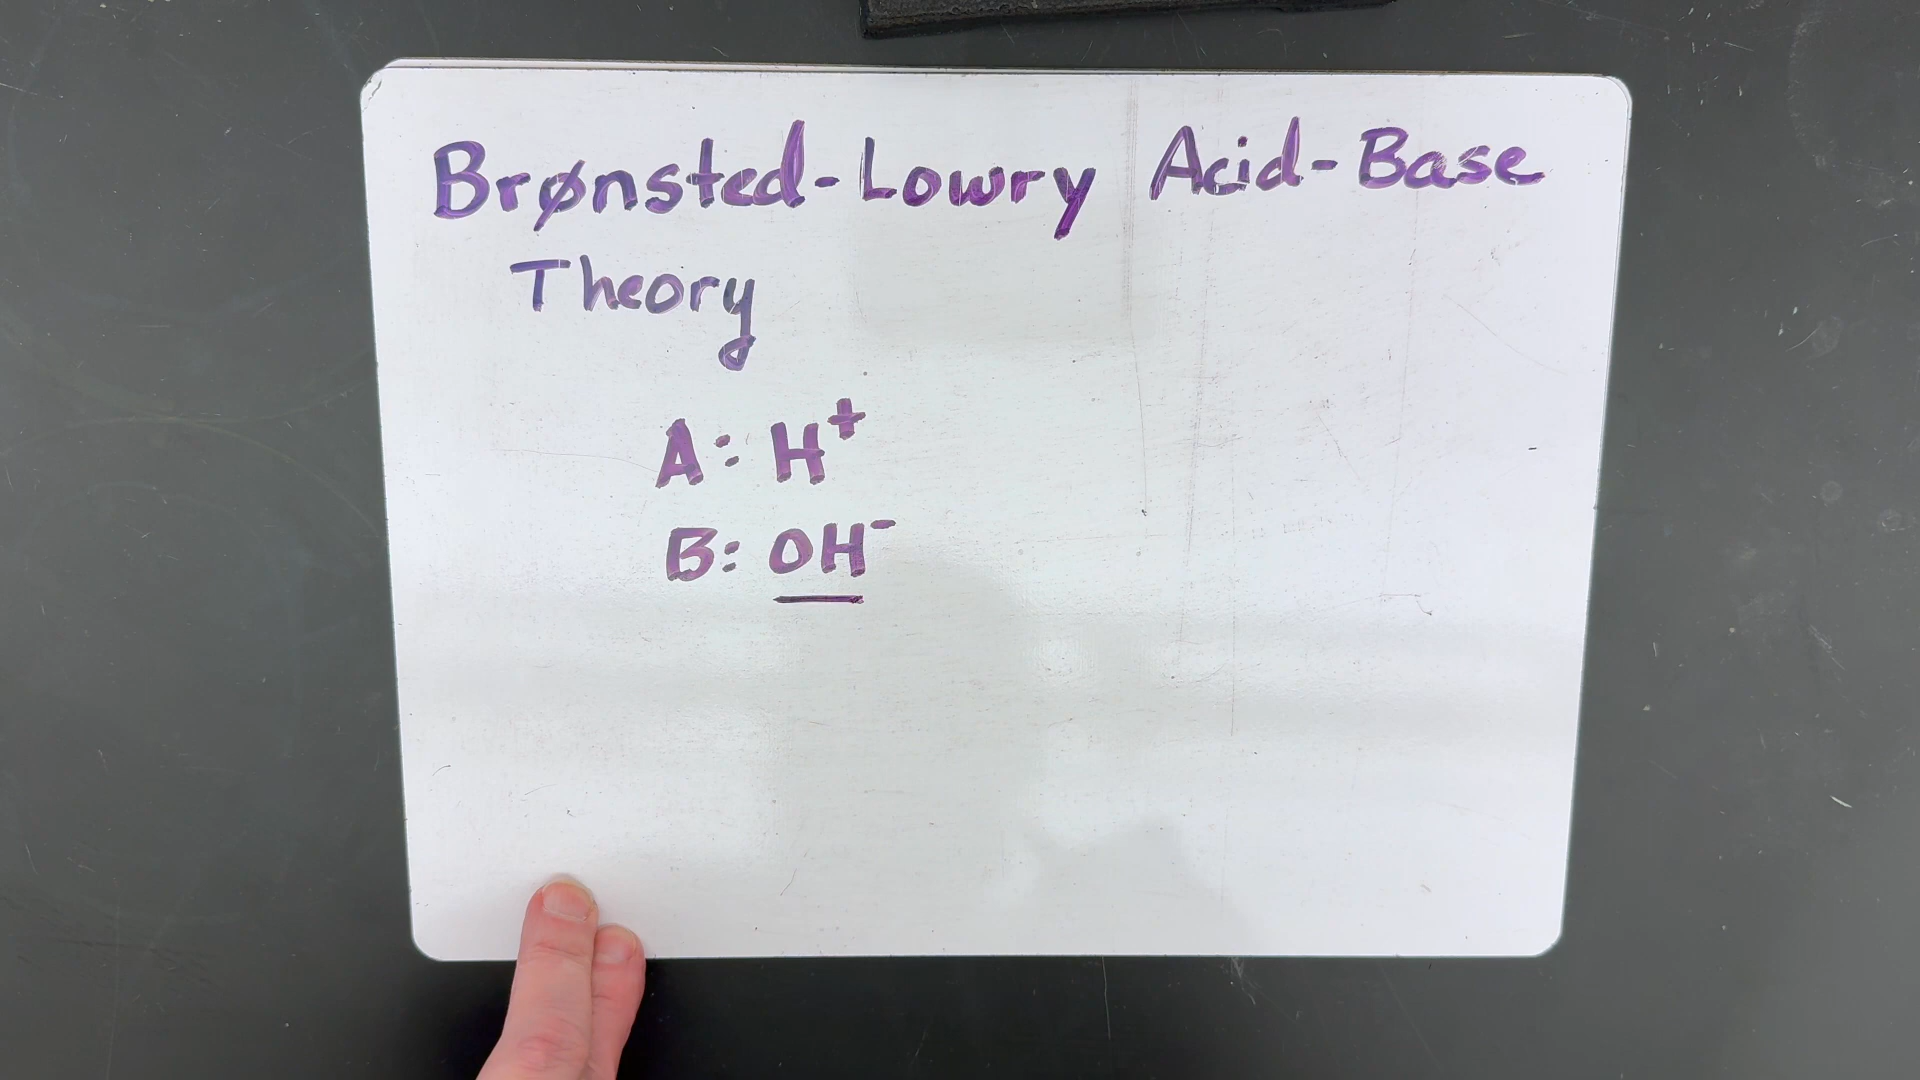 Brønsted-Lowry Acid-Base
Theory
A: H⁺
B: OH⁻